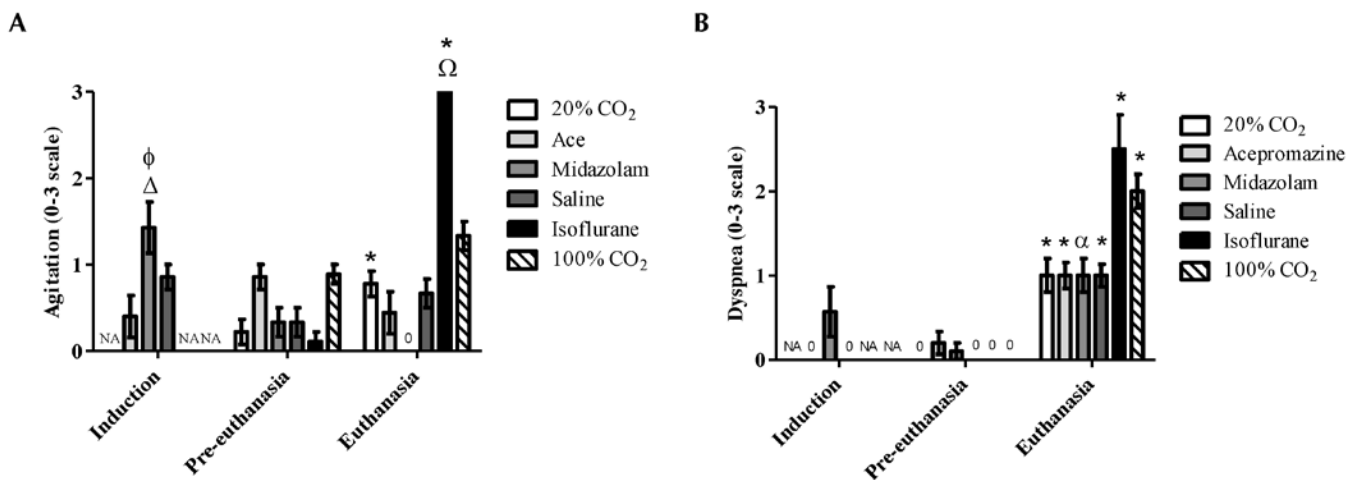 A
Agitation (0-3 scale)
3
2
1
0
ϕ
Δ
NA
NANA
*
0
*
Ω
Induction
Pre-euthanasia
Euthanasia
20% CO₂
Ace
Midazolam
Saline
Isoflurane
100% CO₂
B
Dyspnea (0-3 scale)
3
2
1
0
NA 0
0 NA NA
0
0 0 0
* * α *
*
*
Induction
Pre-euthanasia
Euthanasia
20% CO₂
Acepromazine
Midazolam
Saline
Isoflurane
100% CO₂